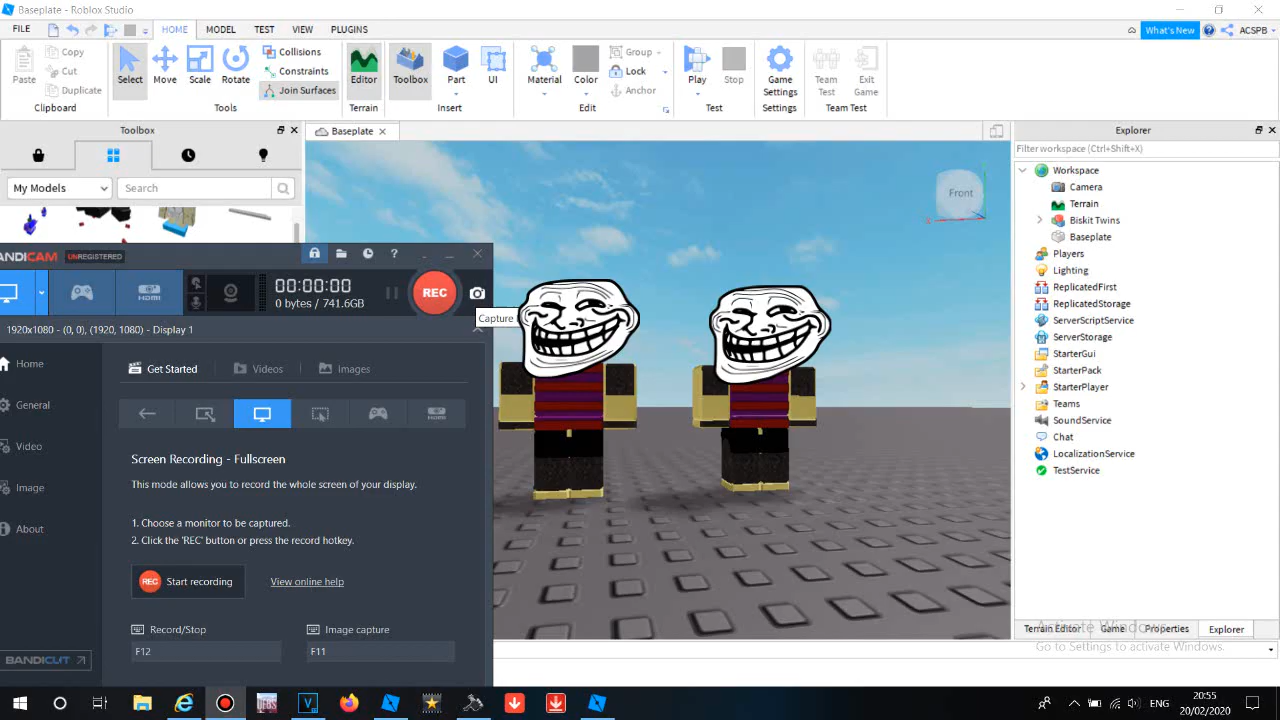 Baseplate - Roblox Studio
FILE HOME MODEL TEST VIEW PLUGINS What's New ACSPB
Paste Copy Cut Duplicate Select Move Scale Rotate Collisions Constraints Join Surfaces Editor Toolbox Part UI Material Color Group Lock Anchor Play Stop Game Settings Team Test Exit Game
Clipboard Tools Terrain Insert Edit Test Settings Team Test
Toolbox
Baseplate
My Models Search
ANDICAM UNREGISTERED
HDMI
00:00:00
0 bytes / 741.6GB
REC
Capture
1920x1080 - (0, 0), (1920, 1080) - Display 1
Home
General
Video
Image
About
BANDICUT
Get Started Videos Images
HDMI
Screen Recording - Fullscreen
This mode allows you to record the whole screen of your display.
1. Choose a monitor to be captured.
2. Click the 'REC' button or press the record hotkey.
REC Start recording View online help
Record/Stop Image capture
F12 F11
Front
Explorer
Filter workspace (Ctrl+Shift+X)
Workspace
Camera
Terrain
Biskit Twins
Baseplate
Players
Lighting
ReplicatedFirst
ReplicatedStorage
ServerScriptService
ServerStorage
StarterGui
StarterPack
StarterPlayer
Teams
SoundService
Chat
LocalizationService
TestService
Terrain Editor Game Properties Explorer
Activate Windows
Go to Settings to activate Windows.
ENG
20:55
20/02/2020